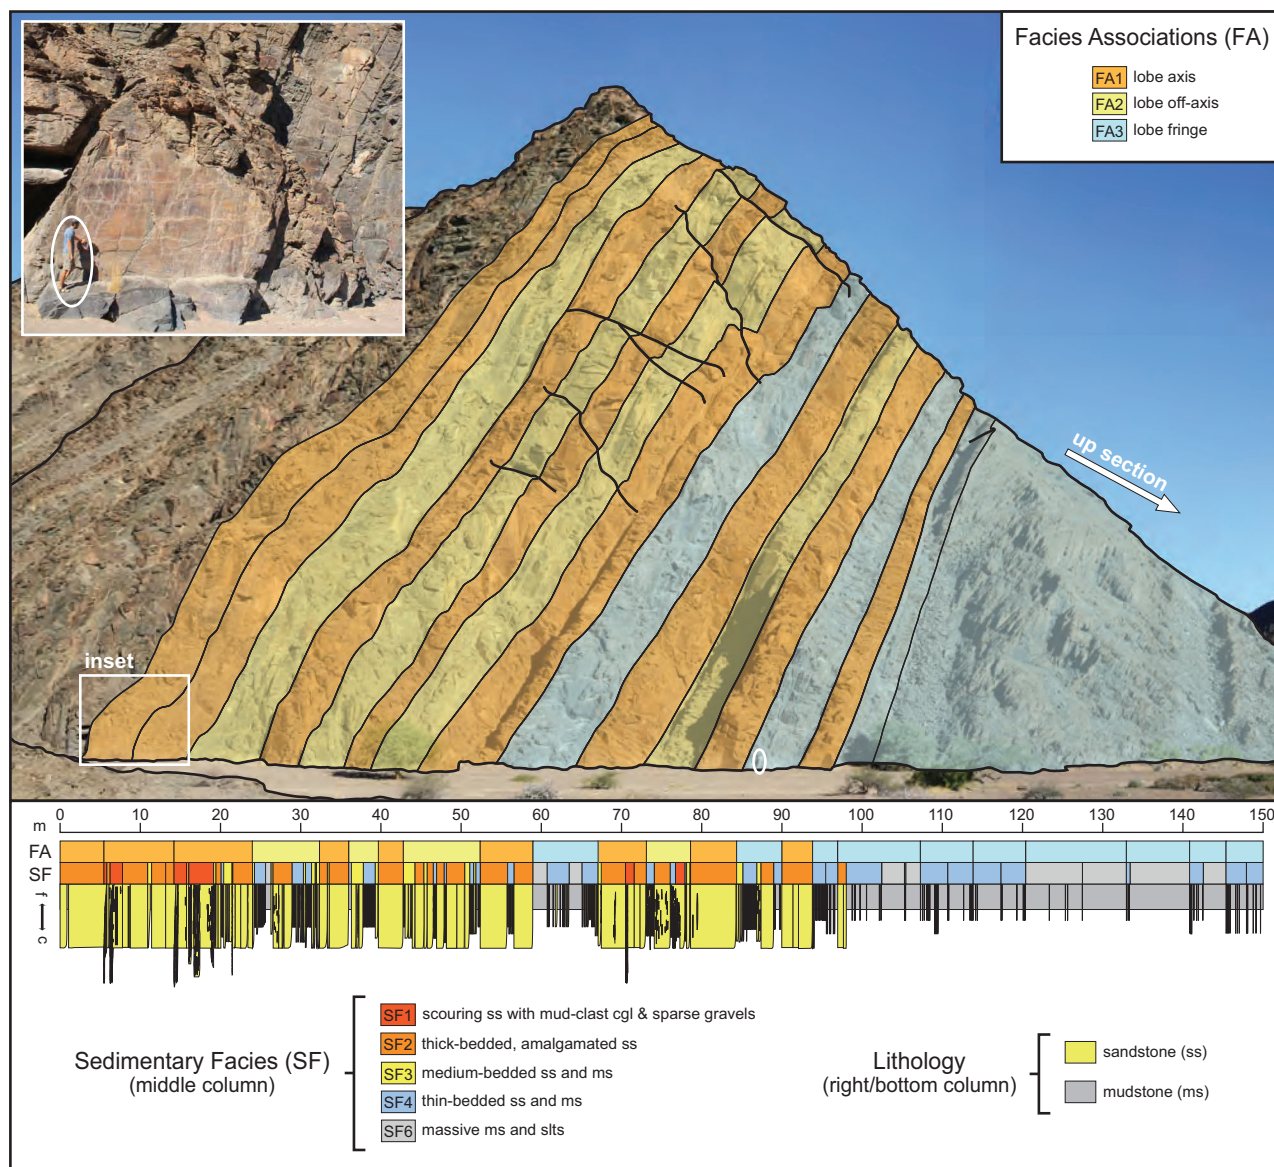 Facies Associations (FA)
FA1 lobe axis
FA2 lobe off-axis
FA3 lobe fringe
up section
inset
m 0 10 20 30 40 50 60 70 80 90 100 110 120 130 140 150
FA
SF
f
c
SF1 scouring ss with mud-clast cgl & sparse gravels
SF2 thick-bedded, amalgamated ss
SF3 medium-bedded ss and ms
SF4 thin-bedded ss and ms
SF6 massive ms and slts
Sedimentary Facies (SF)
(middle column)
Lithology
(right/bottom column)
sandstone (ss)
mudstone (ms)